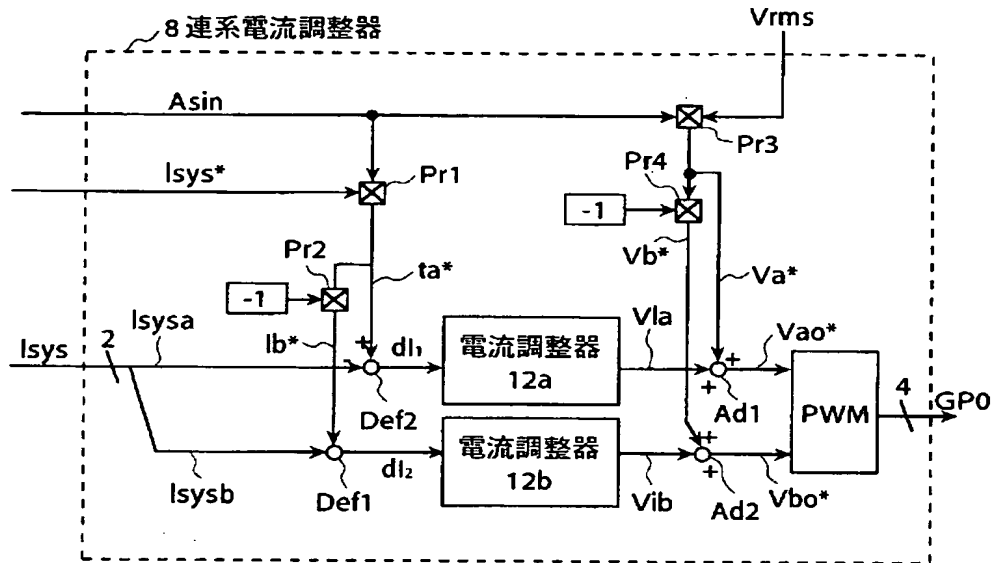 8 連系電流調整器
Vrms
Asin
Pr3
Isys*
Pr1
Pr4
-1
Pr2
ta*
Vb*
Va*
-1
Isys
2
Isysa
Ib*
dI₁
電流調整器
12a
VIa
Vao*
+
-
Def2
+
+
Ad1
PWM
4
GP0
Isysb
Def1
dI₂
電流調整器
12b
Vib
++
+
Ad2
Vbo*